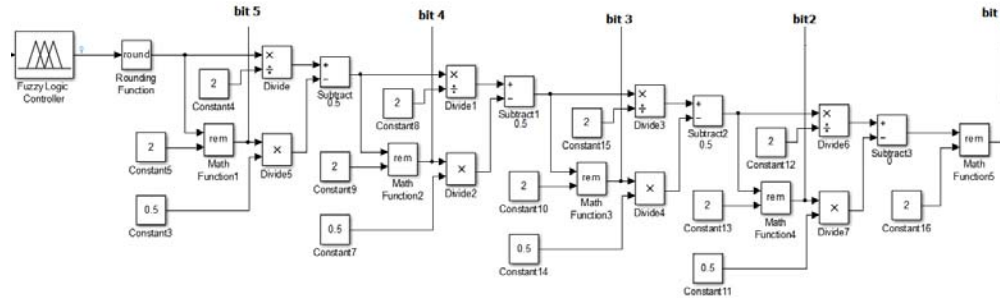 bit 5
bit 4
bit 3
bit2
bit
Fuzzy Logic
Controller
round
Rounding
Function
2
Constant4
×
÷
Divide
+
−
Subtract
0.5
2
Constant5
rem
Math
Function1
×
Divide5
0.5
Constant3
2
Constant8
×
÷
Divide1
+
−
Subtract1
0.5
2
Constant9
rem
Math
Function2
×
Divide2
0.5
Constant7
2
Constant15
×
÷
Divide3
+
−
Subtract2
0.5
2
Constant10
rem
Math
Function3
×
Divide4
0.5
Constant14
2
Constant12
×
÷
Divide6
+
−
Subtract3
0
2
Constant13
rem
Math
Function4
×
Divide7
0.5
Constant11
2
Constant16
rem
Math
Function5